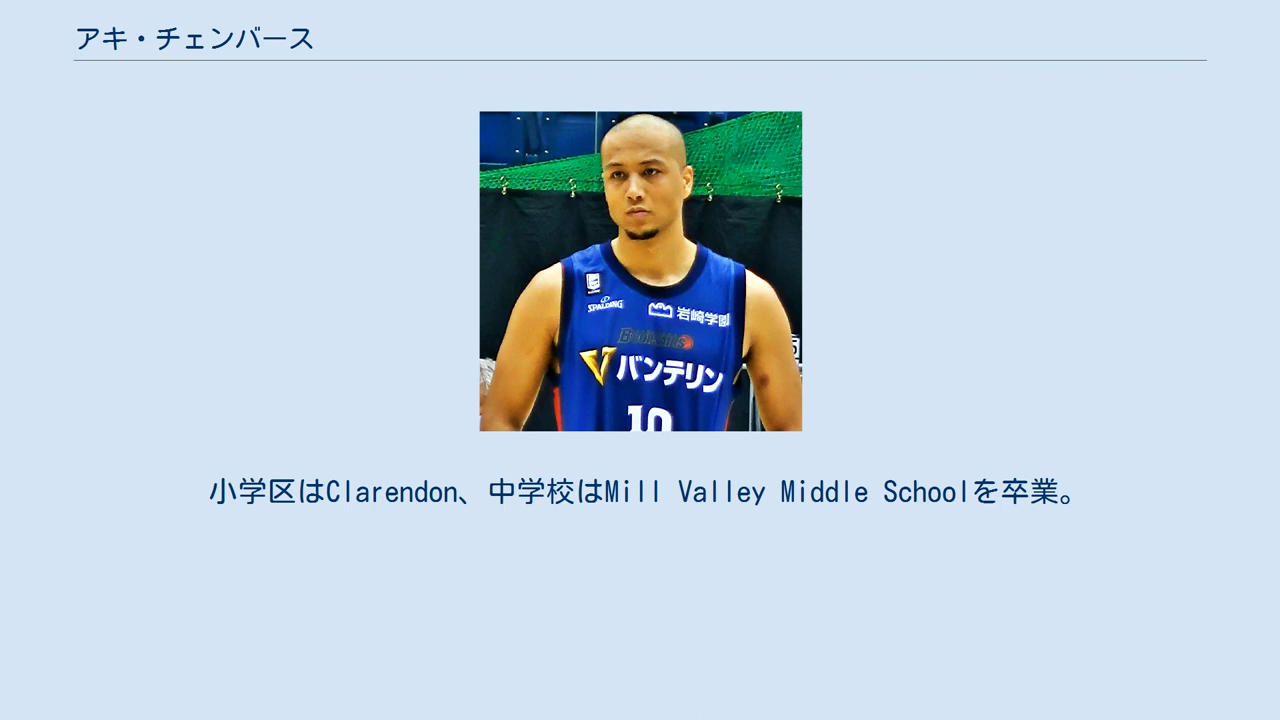 アキ・チェンバース
SPALDING
岩崎学園
バンテリン
10
小学区はClarendon、中学校はMill Valley Middle Schoolを卒業。